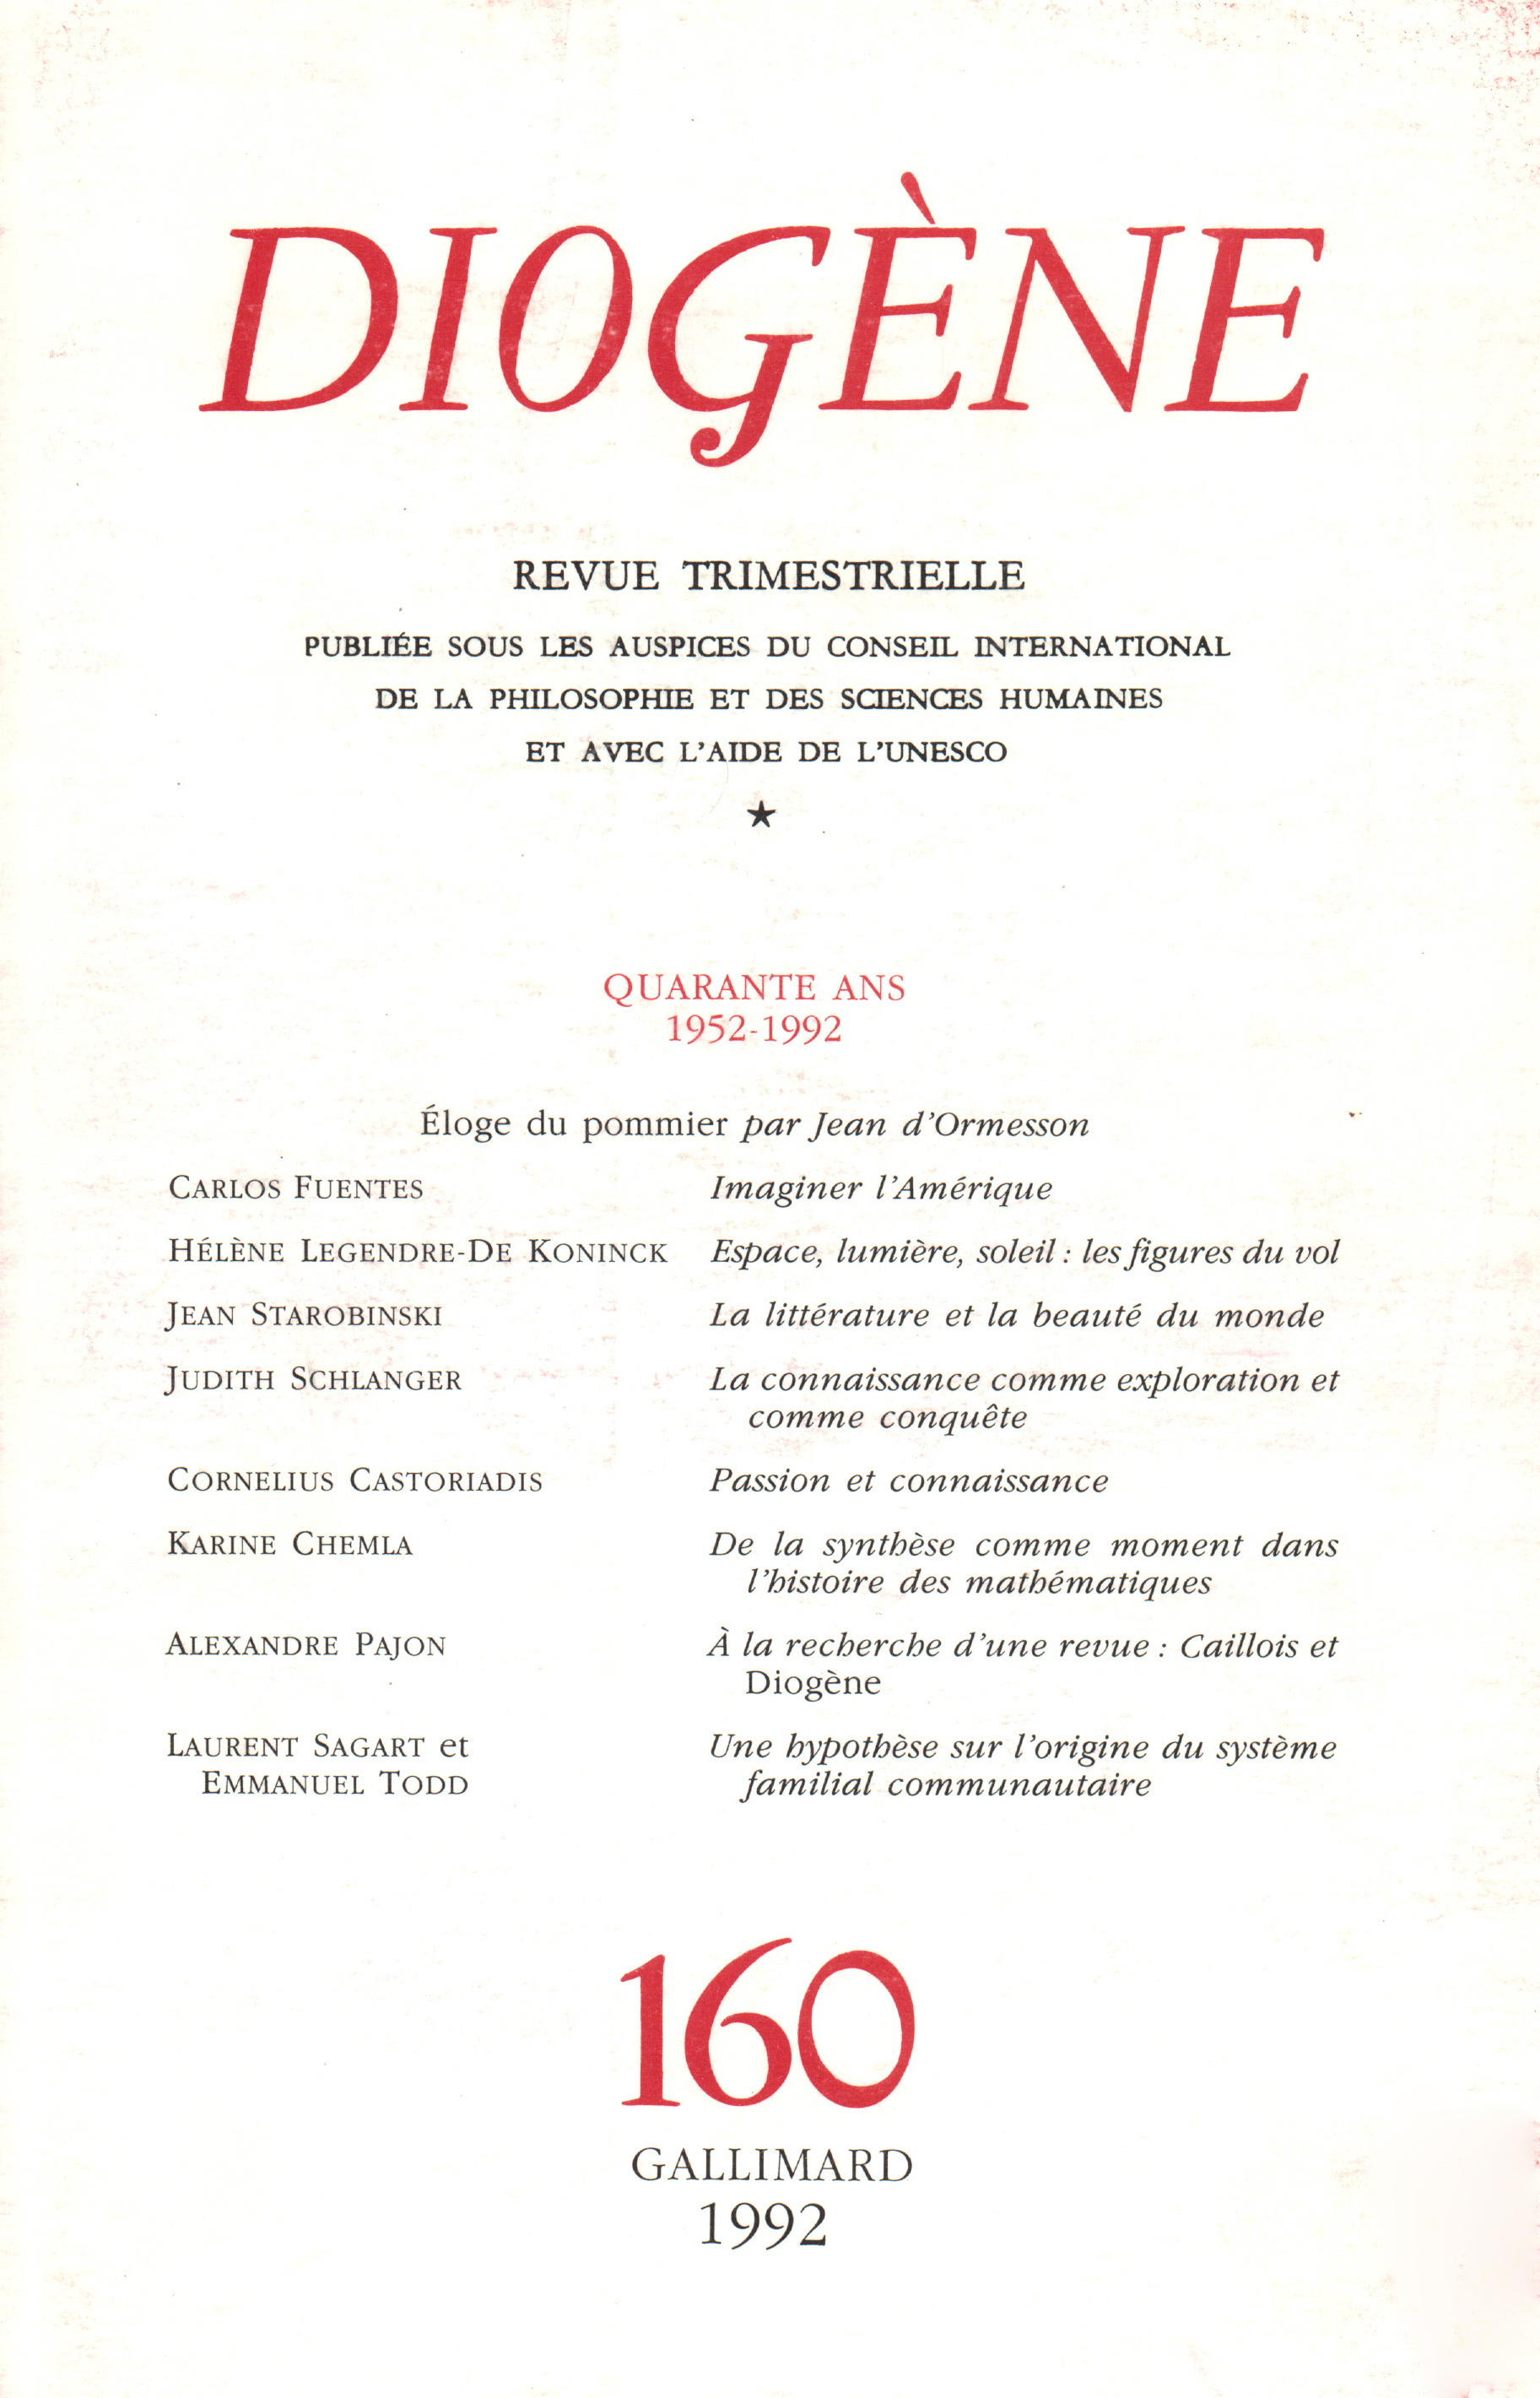 DIOGÈNE
REVUE TRIMESTRIELLE
PUBLIÉE SOUS LES AUSPICES DU CONSEIL INTERNATIONAL
DE LA PHILOSOPHIE ET DES SCIENCES HUMAINES
ET AVEC L'AIDE DE L'UNESCO
★
QUARANTE ANS
1952-1992
Éloge du pommier par Jean d'Ormesson
CARLOS FUENTES Imaginer l'Amérique
HÉLÈNE LEGENDRE-DE KONINCK Espace, lumière, soleil : les figures du vol
JEAN STAROBINSKI La littérature et la beauté du monde
JUDITH SCHLANGER La connaissance comme exploration et
comme conquête
CORNELIUS CASTORIADIS Passion et connaissance
KARINE CHEMLA De la synthèse comme moment dans
l'histoire des mathématiques
ALEXANDRE PAJON À la recherche d'une revue : Caillois et
Diogène
LAURENT SAGART et Une hypothèse sur l'origine du système
EMMANUEL TODD familial communautaire
160
GALLIMARD
1992